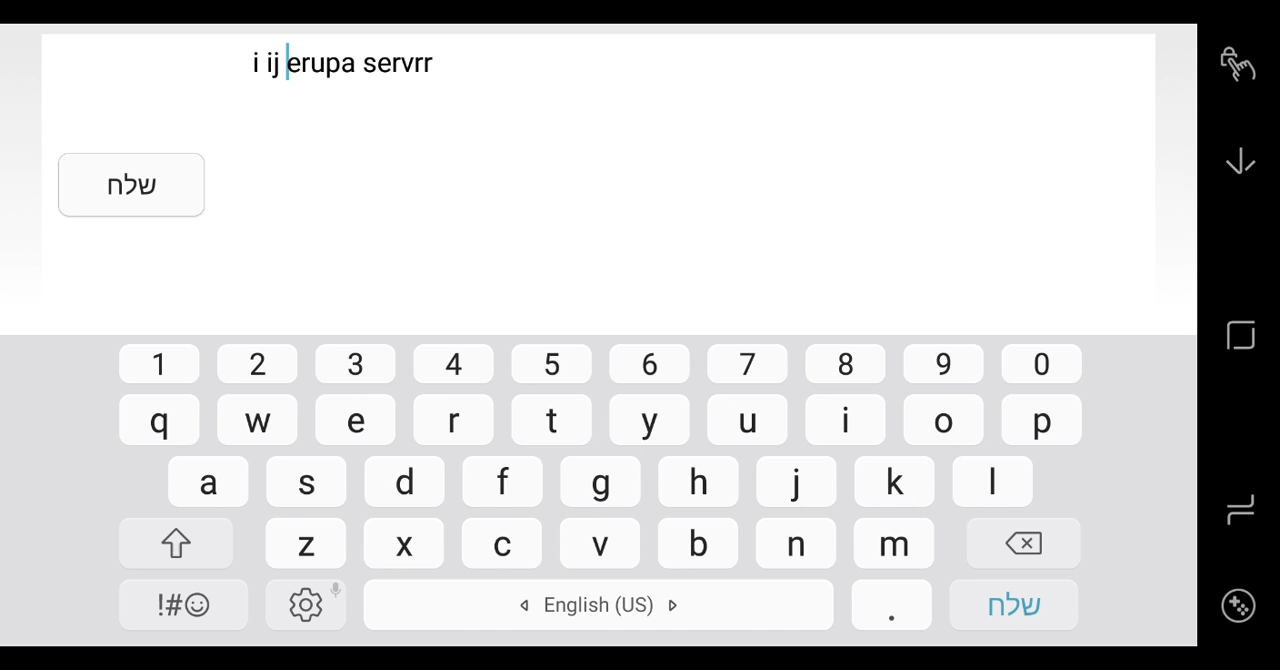 i ij erupa servrr
שלח
1 2 3 4 5 6 7 8 9 0
q w e r t y u i o p
a s d f g h j k l
z x c v b n m
!#☺ English (US) . שלח